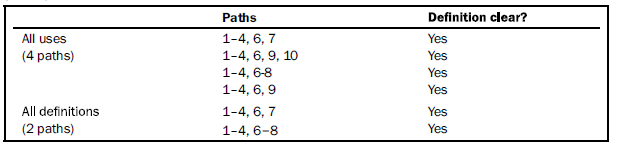 Paths Definition clear?
All uses 1–4, 6, 7 Yes
(4 paths) 1–4, 6, 9, 10 Yes
1–4, 6-8 Yes
1–4, 6, 9 Yes
All definitions 1–4, 6, 7 Yes
(2 paths) 1–4, 6–8 Yes